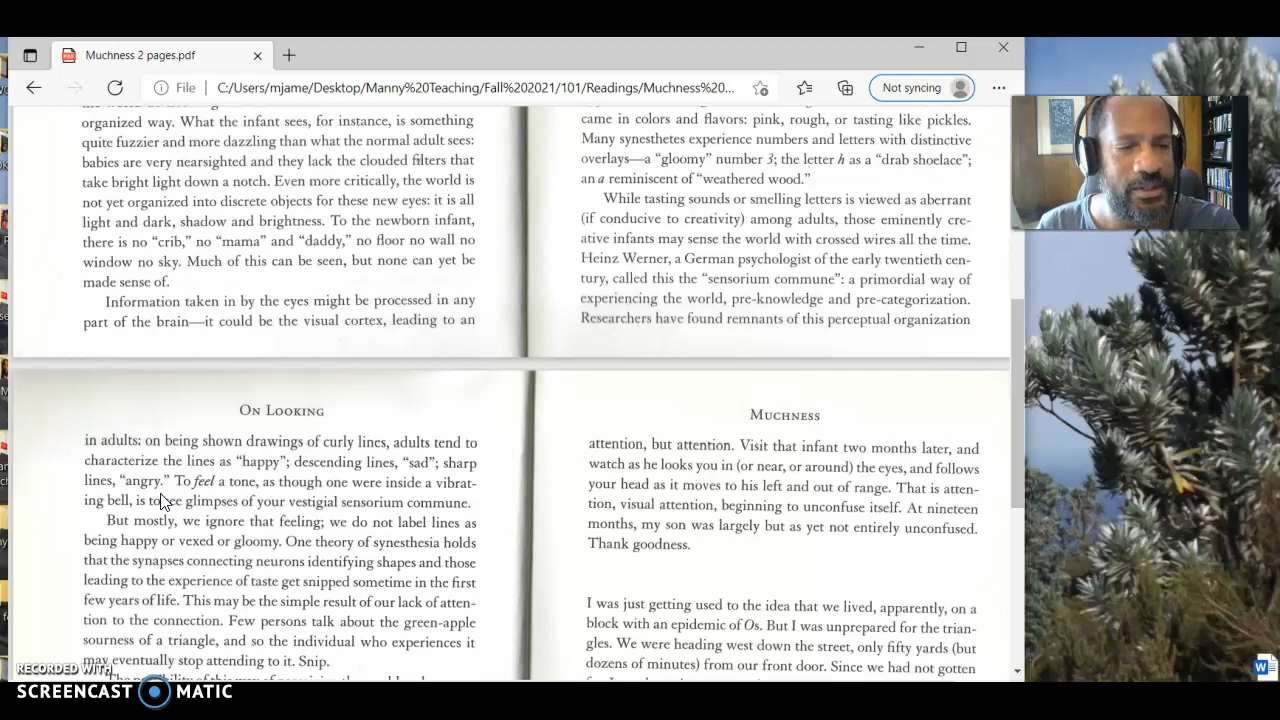 Muchness 2 pages.pdf
File
C:/Users/mjame/Desktop/Manny%20Teaching/Fall%202021/101/Readings/Muchness%20...
Not syncing
organized way. What the infant sees, for instance, is something
quite fuzzier and more dazzling than what the normal adult sees:
babies are very nearsighted and they lack the clouded filters that
take bright light down a notch. Even more critically, the world is
not yet organized into discrete objects for these new eyes: it is all
light and dark, shadow and brightness. To the newborn infant,
there is no “crib,” no “mama” and “daddy,” no floor no wall no
window no sky. Much of this can be seen, but none can yet be
made sense of.
Information taken in by the eyes might be processed in any
part of the brain—it could be the visual cortex, leading to an
came in colors and flavors: pink, rough, or tasting like pickles.
Many synesthetes experience numbers and letters with distinctive
overlays—a “gloomy” number 3; the letter h as a “drab shoelace”;
an a reminiscent of “weathered wood.”
While tasting sounds or smelling letters is viewed as aberrant
(if conducive to creativity) among adults, those eminently cre-
ative infants may sense the world with crossed wires all the time.
Heinz Werner, a German psychologist of the early twentieth cen-
tury, called this the “sensorium commune”: a primordial way of
experiencing the world, pre-knowledge and pre-categorization.
Researchers have found remnants of this perceptual organization
On Looking
in adults: on being shown drawings of curly lines, adults tend to
characterize the lines as “happy”; descending lines, “sad”; sharp
lines, “angry.” To feel a tone, as though one were inside a vibrat-
ing bell, is to see glimpses of your vestigial sensorium commune.
But mostly, we ignore that feeling; we do not label lines as
being happy or vexed or gloomy. One theory of synesthesia holds
that the synapses connecting neurons identifying shapes and those
leading to the experience of taste get snipped sometime in the first
few years of life. This may be the simple result of our lack of atten-
tion to the connection. Few persons talk about the green-apple
sourness of a triangle, and so the individual who experiences it
may eventually stop attending to it. Snip.
Muchness
attention, but attention. Visit that infant two months later, and
watch as he looks you in (or near, or around) the eyes, and follows
your head as it moves to his left and out of range. That is atten-
tion, visual attention, beginning to unconfuse itself. At nineteen
months, my son was largely but as yet not entirely unconfused.
Thank goodness.
I was just getting used to the idea that we lived, apparently, on a
block with an epidemic of Os. But I was unprepared for the trian-
gles. We were heading west down the street, only fifty yards (but
dozens of minutes) from our front door. Since we had not gotten
RECORDED WITH
SCREENCAST MATIC